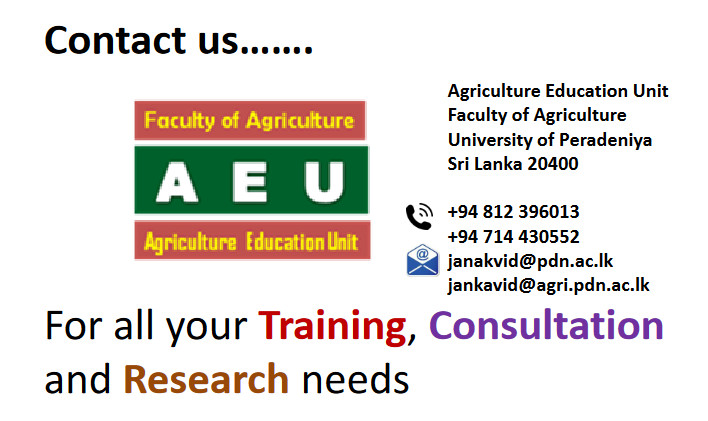 Contact us…….
Faculty of Agriculture
A E U
Agriculture Education Unit
Agriculture Education Unit
Faculty of Agriculture
University of Peradeniya
Sri Lanka 20400
+94 812 396013
+94 714 430552
@
janakvid@pdn.ac.lk
jankavid@agri.pdn.ac.lk
For all your Training, Consultation
and Research needs